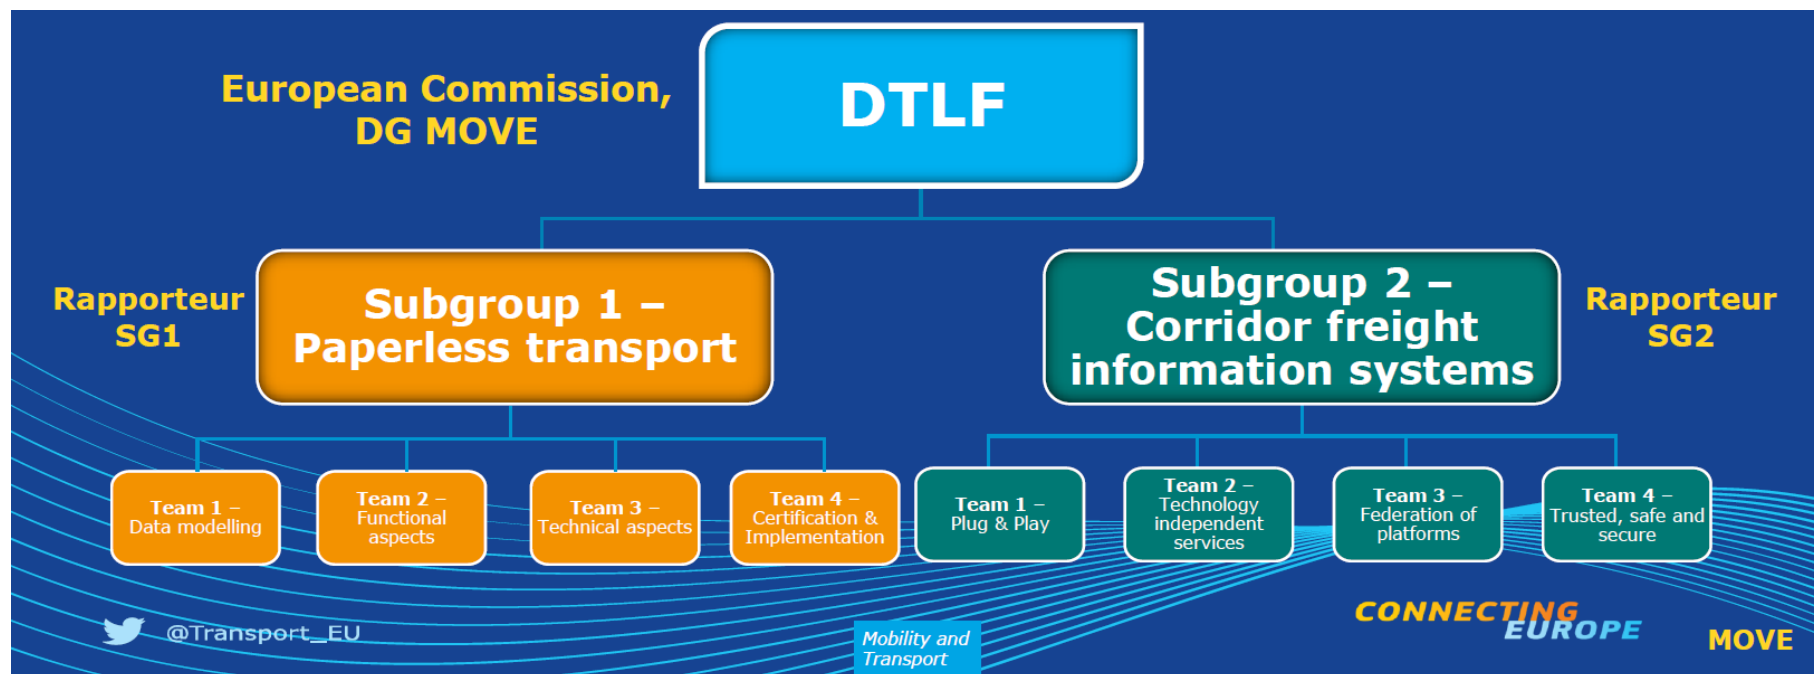 European Commission,
DG MOVE
DTLF
Rapporteur
SG1
Subgroup 1 –
Paperless transport
Subgroup 2 –
Corridor freight
information systems
Rapporteur
SG2
Team 1 –
Data modelling
Team 2 –
Functional
aspects
Team 3 –
Technical aspects
Team 4 –
Certification &
Implementation
Team 1 –
Plug & Play
Team 2 –
Technology
independent
services
Team 3 –
Federation of
platforms
Team 4 –
Trusted, safe and
secure
@Transport_EU
Mobility and
Transport
CONNECTING
EUROPE
MOVE